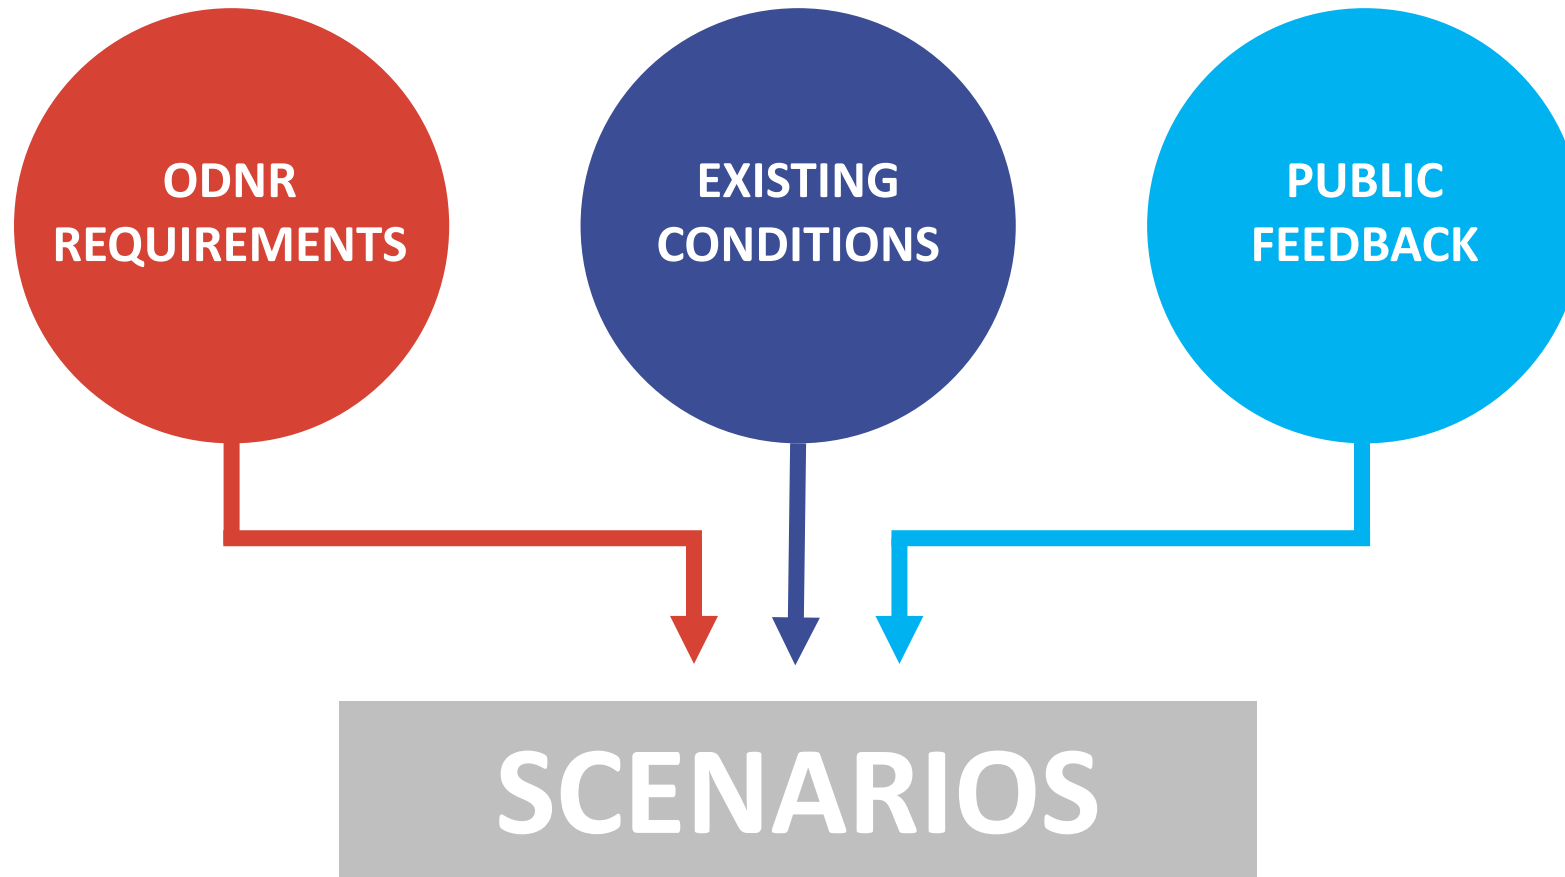 ODNR
REQUIREMENTS
EXISTING
CONDITIONS
PUBLIC
FEEDBACK
SCENARIOS